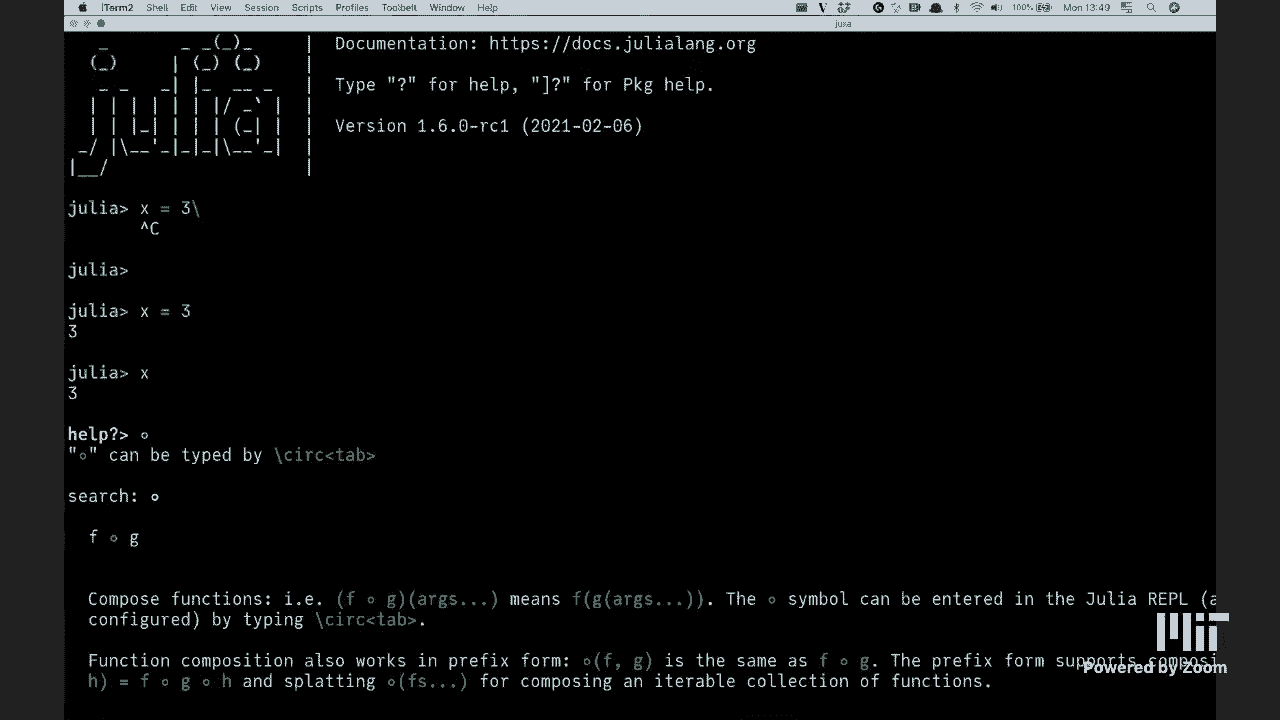 iTerm2 Shell Edit View Session Scripts Profiles Toolbelt Window Help 100% Mon 13:49
juxa
julia
Documentation: https://docs.julialang.org
Type "?" for help, "]?" for Pkg help.
Version 1.6.0-rc1 (2021-02-06)
julia> x = 3\
^C
julia>
julia> x = 3
3
julia> x
3
help?> ∘
"∘" can be typed by \circ<tab>
search: ∘
f ∘ g
Compose functions: i.e. (f ∘ g)(args...) means f(g(args...)). The ∘ symbol can be entered in the Julia REPL (a
configured) by typing \circ<tab>.
Function composition also works in prefix form: ∘(f, g) is the same as f ∘ g. The prefix form supports composi
h) = f ∘ g ∘ h and splatting ∘(fs...) for composing an iterable collection of functions.
MIT
Powered by Zoom